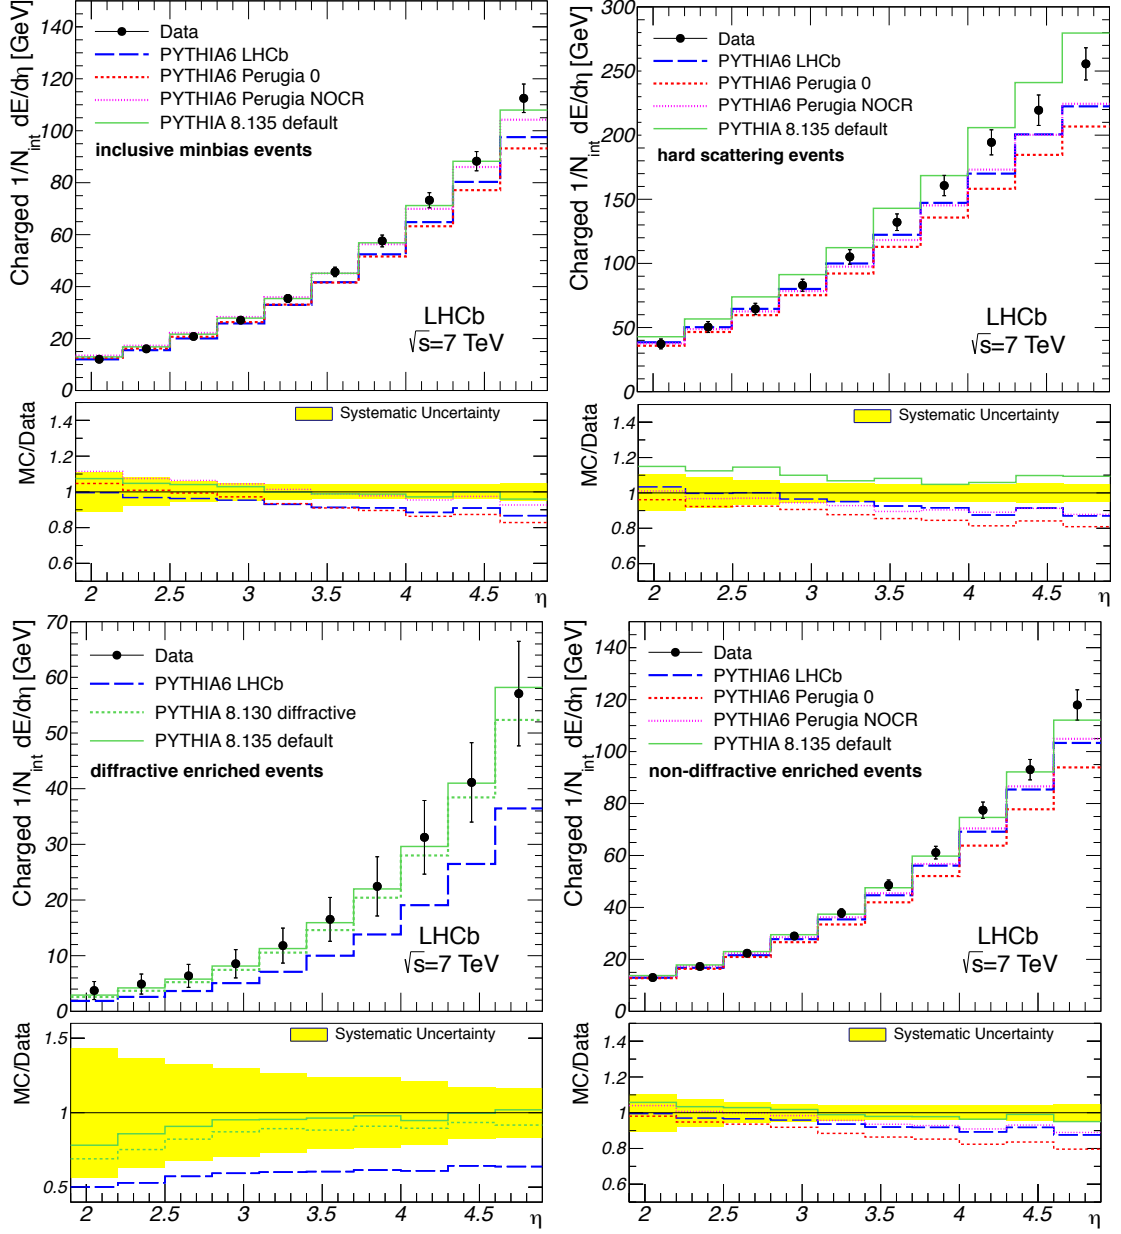 Charged 1/N_int dE/dη [GeV]
140
120
100
80
60
40
20
0
Data
PYTHIA6 LHCb
PYTHIA6 Perugia 0
PYTHIA6 Perugia NOCR
PYTHIA 8.135 default
inclusive minbias events
LHCb
√s=7 TeV
MC/Data
1.4
1.2
1
0.8
0.6
Systematic Uncertainty
2 2.5 3 3.5 4 4.5 η
Charged 1/N_int dE/dη [GeV]
300
250
200
150
100
50
0
Data
PYTHIA6 LHCb
PYTHIA6 Perugia 0
PYTHIA6 Perugia NOCR
PYTHIA 8.135 default
hard scattering events
LHCb
√s=7 TeV
MC/Data
1.4
1.2
1
0.8
0.6
Systematic Uncertainty
2 2.5 3 3.5 4 4.5 η
Charged 1/N_int dE/dη [GeV]
70
60
50
40
30
20
10
0
Data
PYTHIA6 LHCb
PYTHIA 8.130 diffractive
PYTHIA 8.135 default
diffractive enriched events
LHCb
√s=7 TeV
MC/Data
1.5
1
0.5
Systematic Uncertainty
2 2.5 3 3.5 4 4.5 η
Charged 1/N_int dE/dη [GeV]
140
120
100
80
60
40
20
0
Data
PYTHIA6 LHCb
PYTHIA6 Perugia 0
PYTHIA6 Perugia NOCR
PYTHIA 8.135 default
non-diffractive enriched events
LHCb
√s=7 TeV
MC/Data
1.4
1.2
1
0.8
0.6
Systematic Uncertainty
2 2.5 3 3.5 4 4.5 η